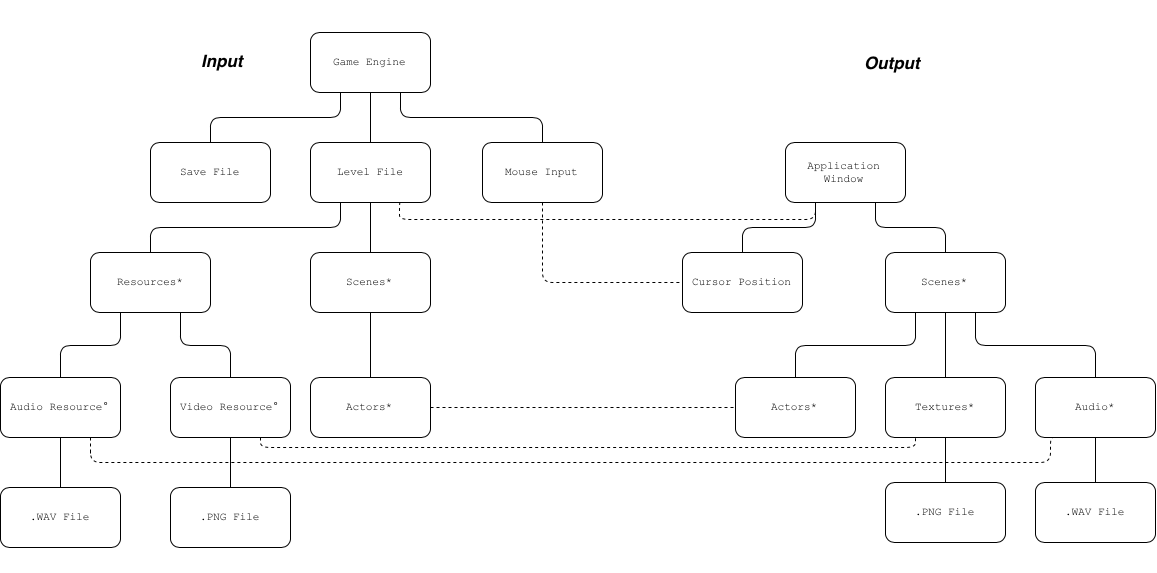 Input
Game Engine
Output
Save File
Level File
Mouse Input
Application
Window
Resources*
Scenes*
Cursor Position
Scenes*
Audio Resource°
Video Resource°
Actors*
Actors*
Textures*
Audio*
.WAV File
.PNG File
.PNG File
.WAV File